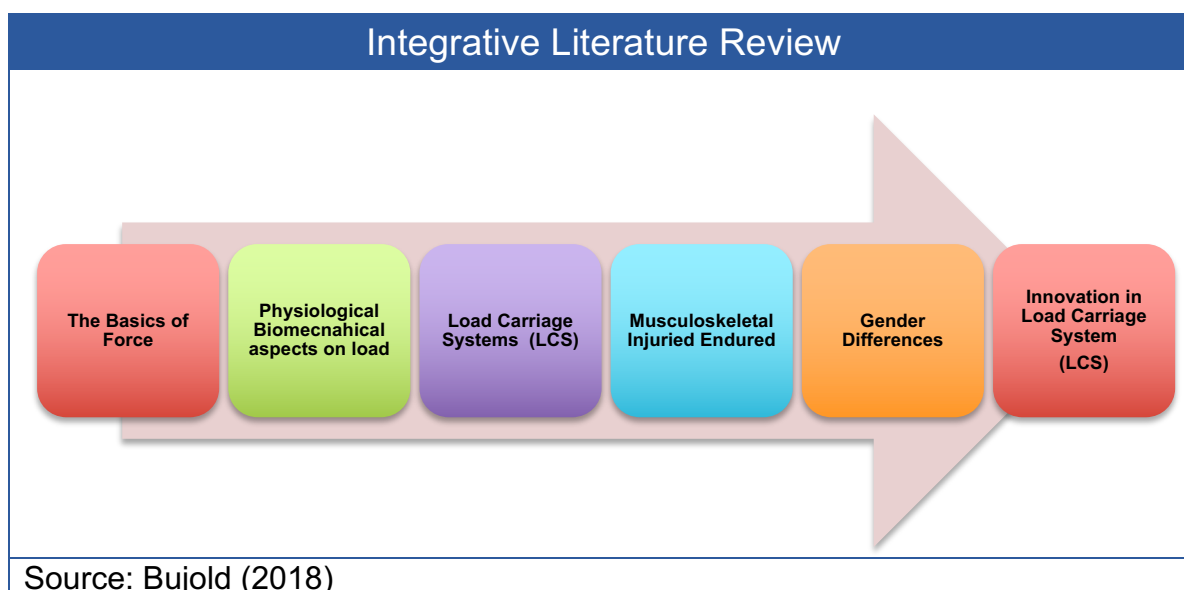 Integrative Literature Review
The Basics of
Force
Physiological
Biomecnahical
aspects on load
Load Carriage
Systems (LCS)
Musculoskeletal
Injuried Endured
Gender
Differences
Innovation in
Load Carriage
System
(LCS)
Source: Bujold (2018)